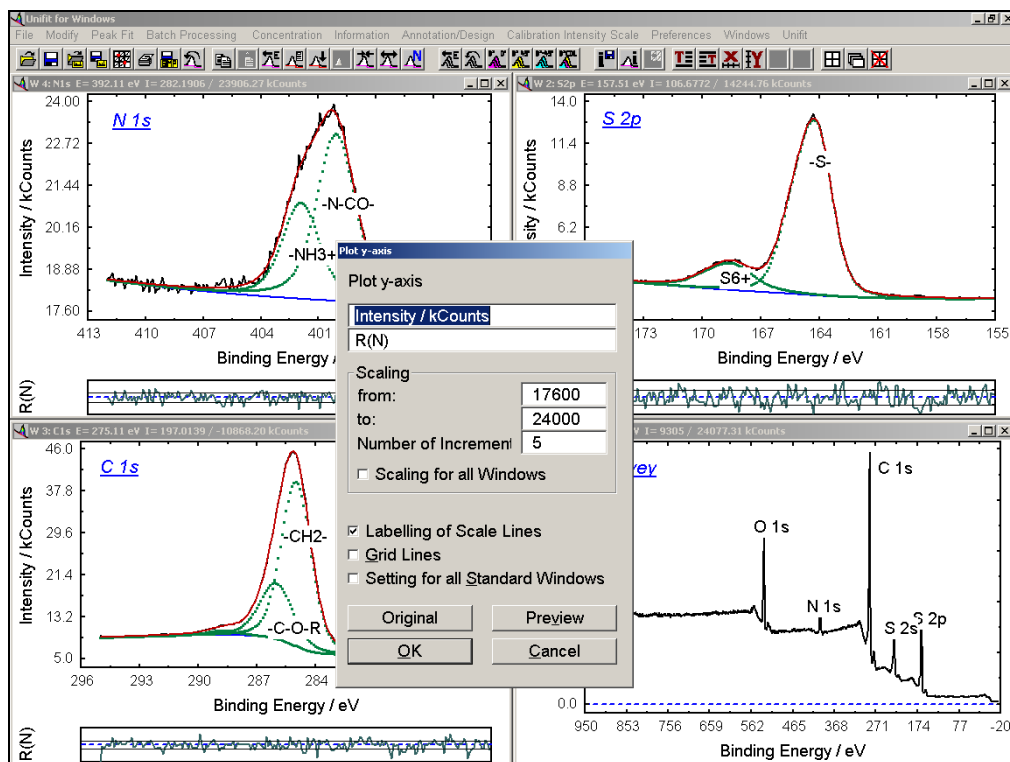 Unifit for Windows
File Modify Peak Fit Batch Processing Concentration Information Annotation/Design Calibration Intensity Scale Preferences Windows Unifit
W 4: N1s E= 392.11 eV I= 282.1906 / 23906.27 kCounts
24.00
22.72
21.44
20.16
18.88
17.60
Intensity / kCounts
N 1s
-N-CO-
-NH3+
413 410 407 404 401
Binding Energy /
R(N)
W 2: S2p E= 157.51 eV I= 106.6772 / 14244.76 kCounts
14.0
11.4
8.8
6.2
S 2p
-S-
S6+
173 170 167 164 161 158 155
Binding Energy / eV
Plot y-axis
Plot y-axis
Intensity / kCounts
R(N)
Scaling
from: 17600
to: 24000
Number of Increment 5
Scaling for all Windows
Labelling of Scale Lines
Grid Lines
Setting for all Standard Windows
Original Preview
OK Cancel
W 3: C1s E= 275.11 eV I= 197.0139 / -10868.20 kCounts
46.0
37.8
29.6
21.4
13.2
5.0
Intensity / kCounts
C 1s
-CH2-
-C-O-R
296 293 290 287 284
Binding Energy / eV
R(N)
V I= 9305 / 24077.31 kCounts
vey
C 1s
O 1s
N 1s
S 2s
S 2p
0.0
950 853 756 659 562 465 368 271 174 77 -20
Binding Energy / eV